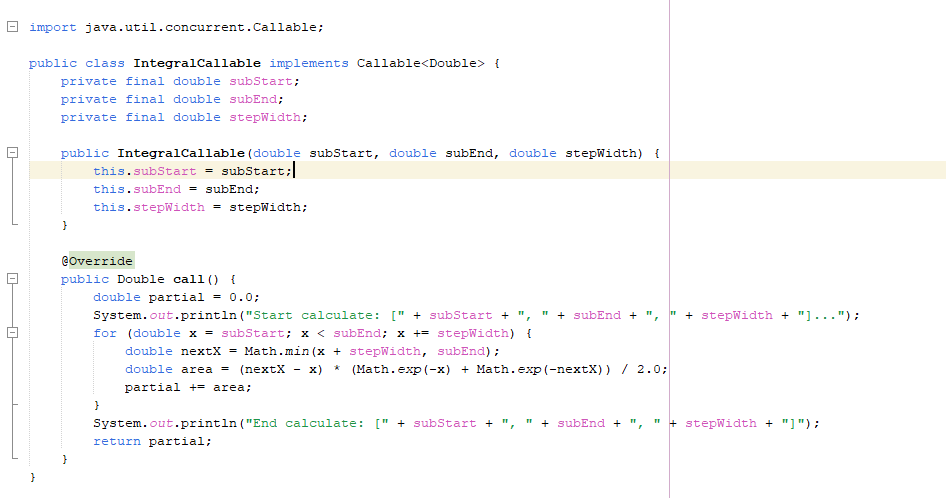 import java.util.concurrent.Callable;
public class IntegralCallable implements Callable<Double> {
private final double subStart;
private final double subEnd;
private final double stepWidth;
public IntegralCallable(double subStart, double subEnd, double stepWidth) {
this.subStart = subStart;
this.subEnd = subEnd;
this.stepWidth = stepWidth;
}
@Override
public Double call() {
double partial = 0.0;
System.out.println("Start calculate: [" + subStart + ", " + subEnd + ", " + stepWidth + "]...");
for (double x = subStart; x < subEnd; x += stepWidth) {
double nextX = Math.min(x + stepWidth, subEnd);
double area = (nextX - x) * (Math.exp(-x) + Math.exp(-nextX)) / 2.0;
partial += area;
}
System.out.println("End calculate: [" + subStart + ", " + subEnd + ", " + stepWidth + "]");
return partial;
}
}